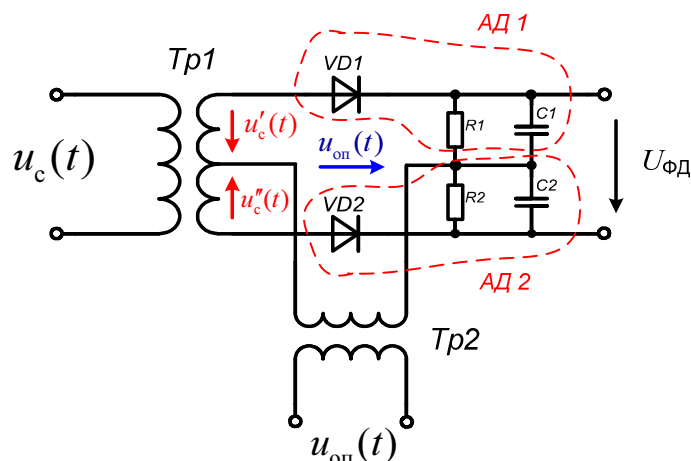 АД 1
Тр1
VD1
R1
C1
u′с(t)
uоп(t)
uс(t)
UФД
u″с(t)
VD2
R2
C2
АД 2
Тр2
uоп(t)